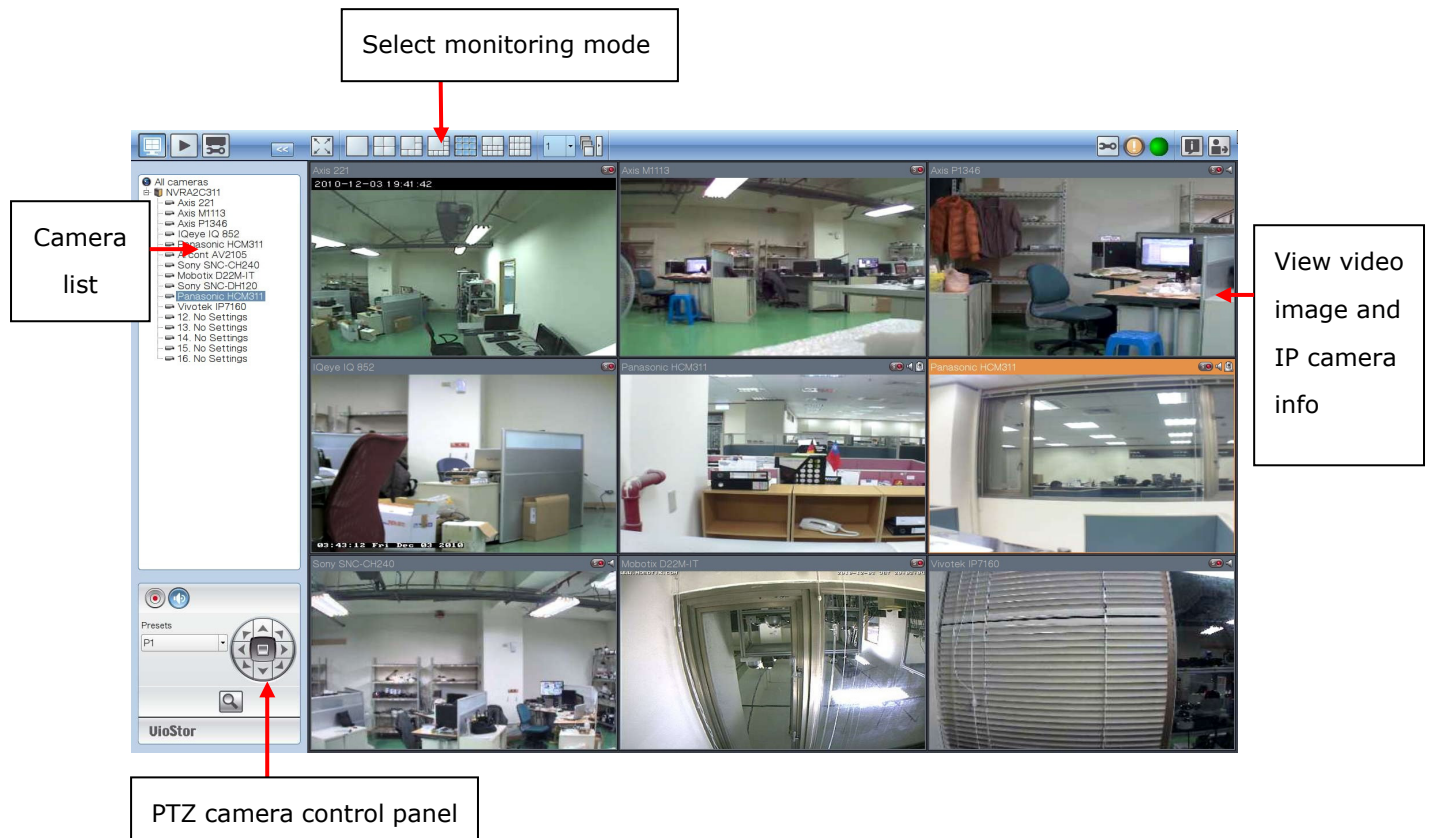 Select monitoring mode
1
All cameras
NVRA2C311
Axis 221
Axis M1113
Axis P1346
IQeye IQ 852
Panasonic HCM311
Arecont AV2105
Sony SNC-CH240
Mobotix D22M-IT
Sony SNC-DH120
Panasonic HCM311
Vivotek IP7160
12. No Settings
13. No Settings
14. No Settings
15. No Settings
16. No Settings
Camera
list
Axis 221
2010-12-03 19:41:42
Axis M1113
Axis P1346
IQeye IQ 852
03:43:12 Fri Dec 03 2010
Panasonic HCM311
Panasonic HCM311
Sony SNC-CH240
Mobotix D22M-IT
Vivotek IP7160
View video
image and
IP camera
info
Presets
P1
VioStor
PTZ camera control panel